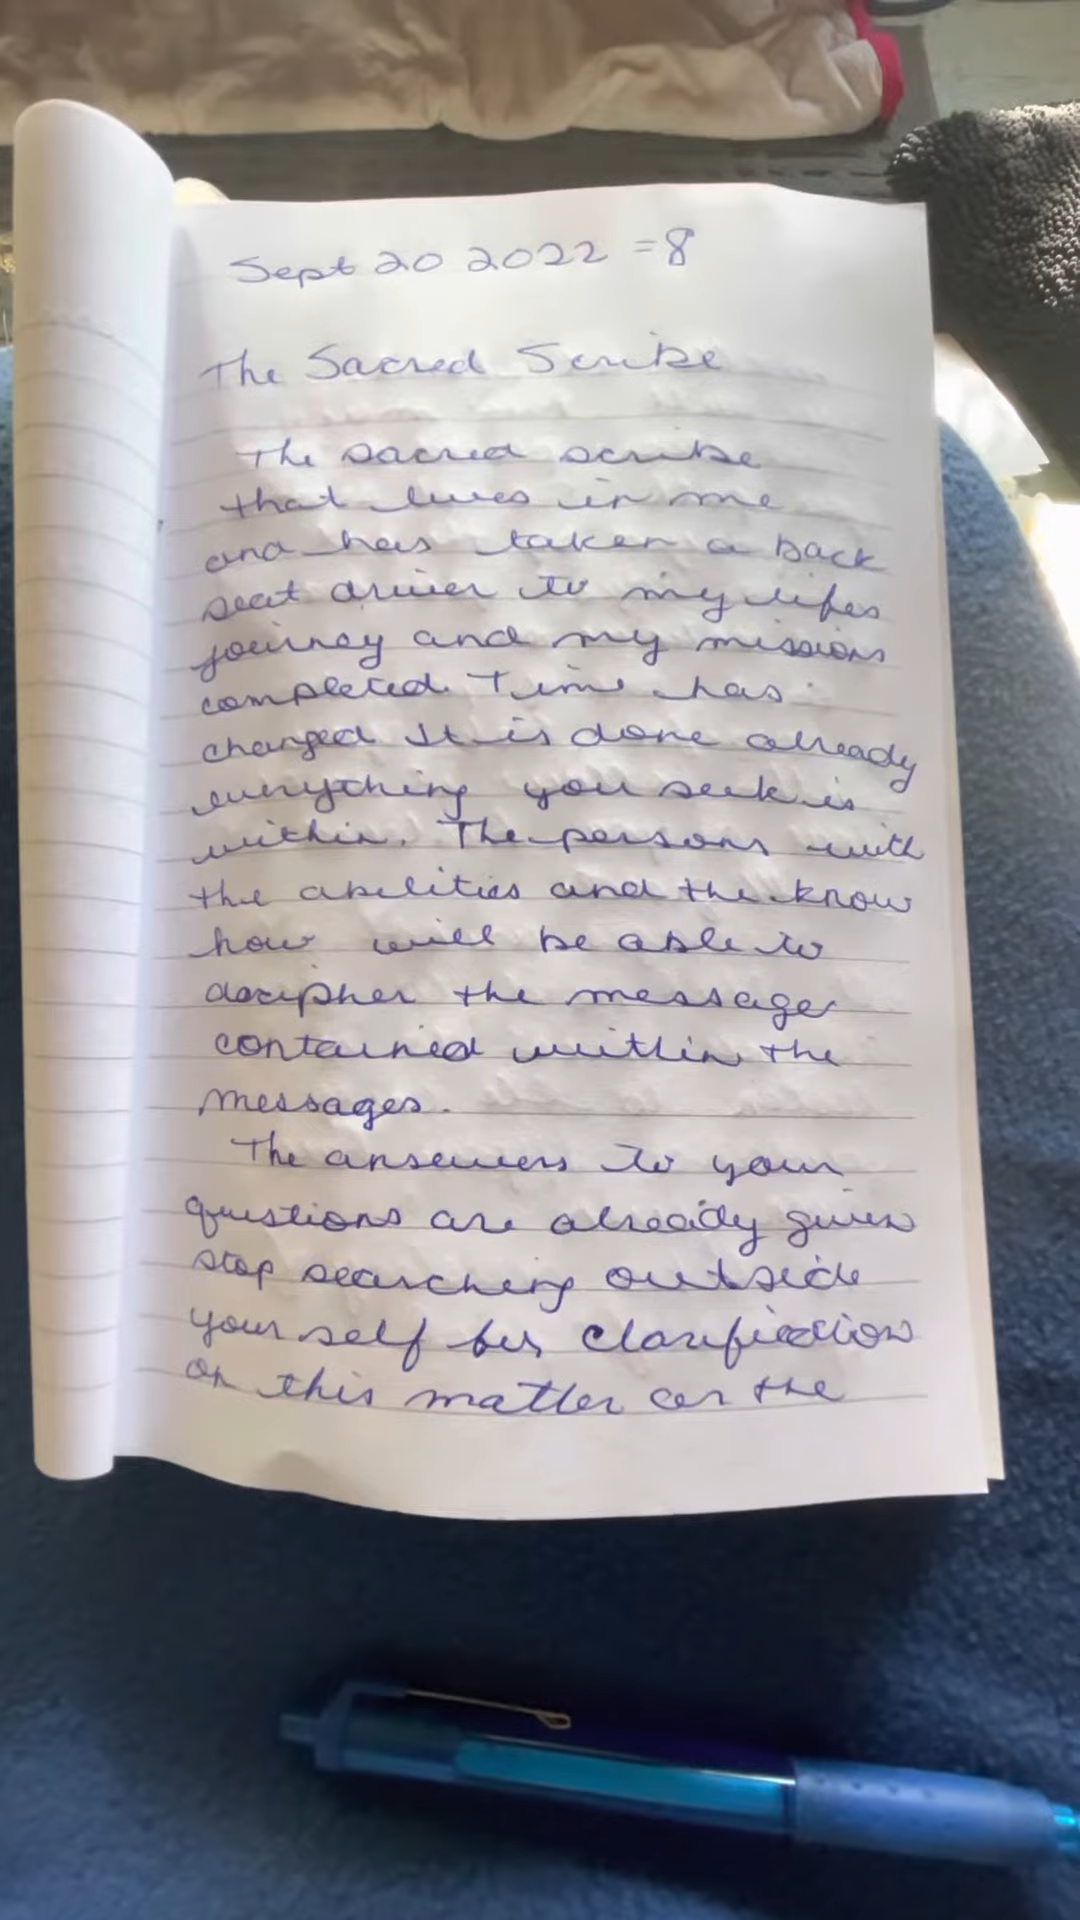 Sept 20 2022 =8
The Sacred Scribe
The sacred scribe
that lives in me
and has taken a back
seat driver to my lifes
journey and my missions
completed. Time has
changed It is done already
everything you seek is
within. The persons with
the abilities and the know
how will be able to
decipher the messages
contained within the
messages.
The answers to your
questions are already given
stop searching outside
your self for clarification
on this matter or the